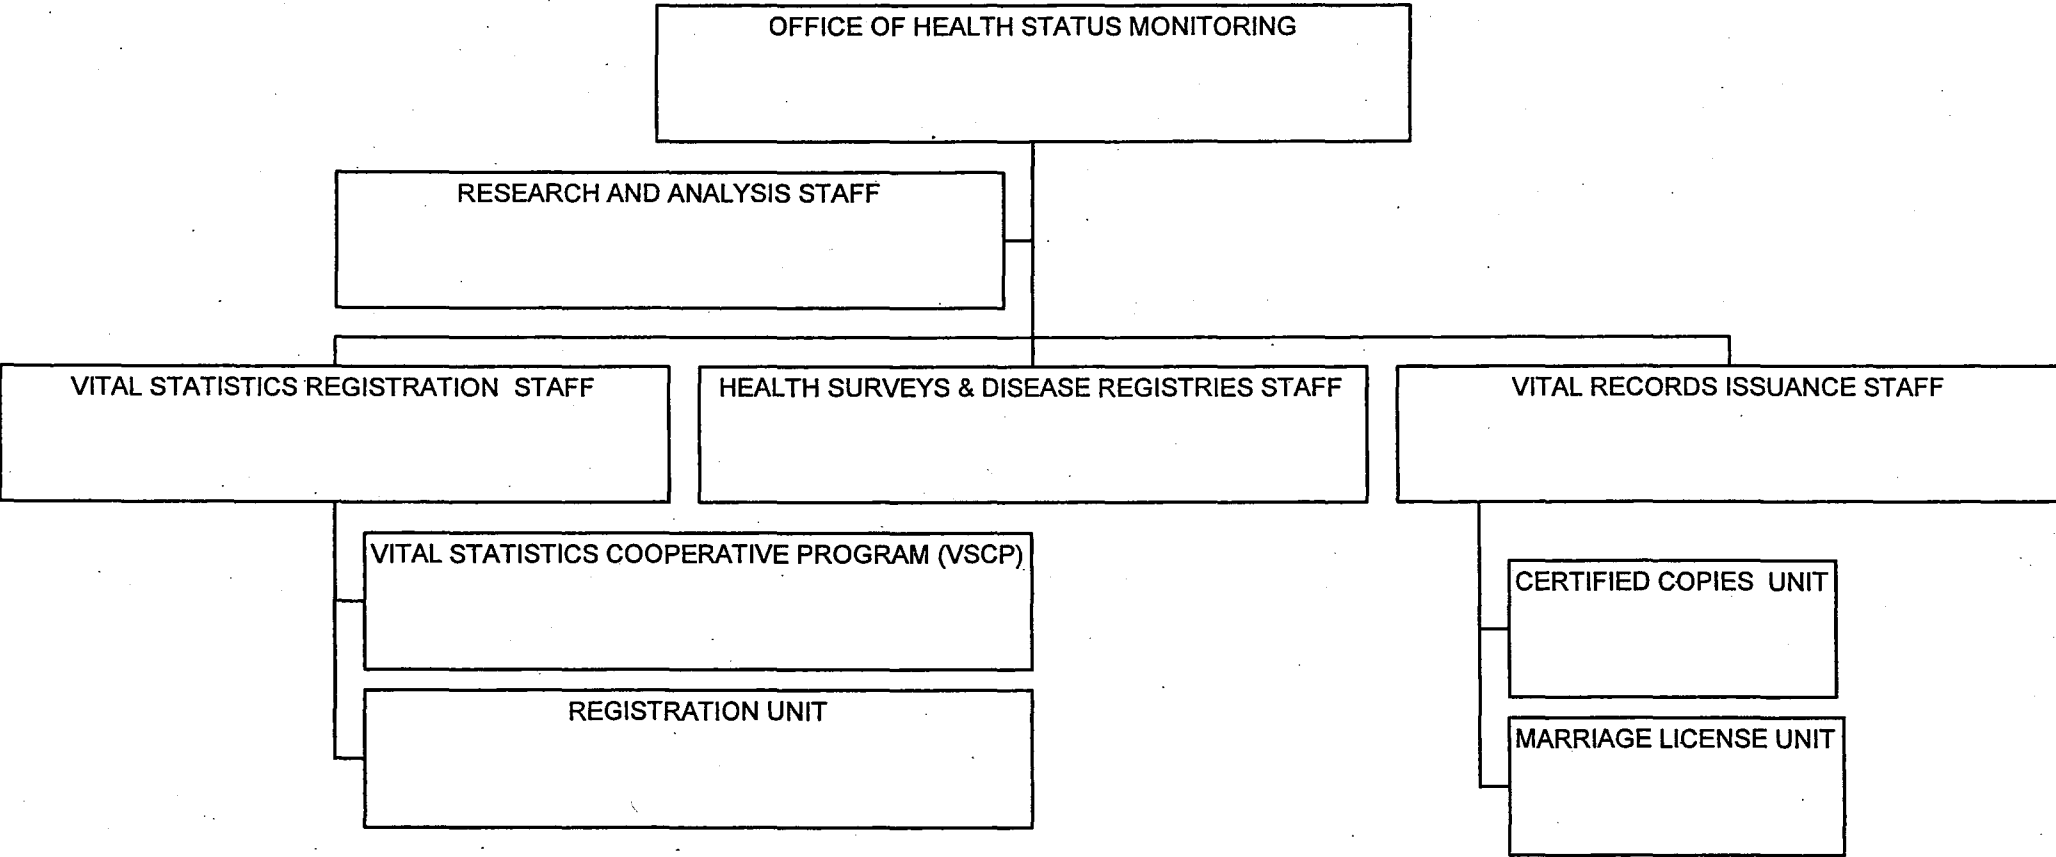 OFFICE OF HEALTH STATUS MONITORING
RESEARCH AND ANALYSIS STAFF
VITAL STATISTICS REGISTRATION STAFF
HEALTH SURVEYS & DISEASE REGISTRIES STAFF
VITAL RECORDS ISSUANCE STAFF
VITAL STATISTICS COOPERATIVE PROGRAM (VSCP)
REGISTRATION UNIT
CERTIFIED COPIES UNIT
MARRIAGE LICENSE UNIT